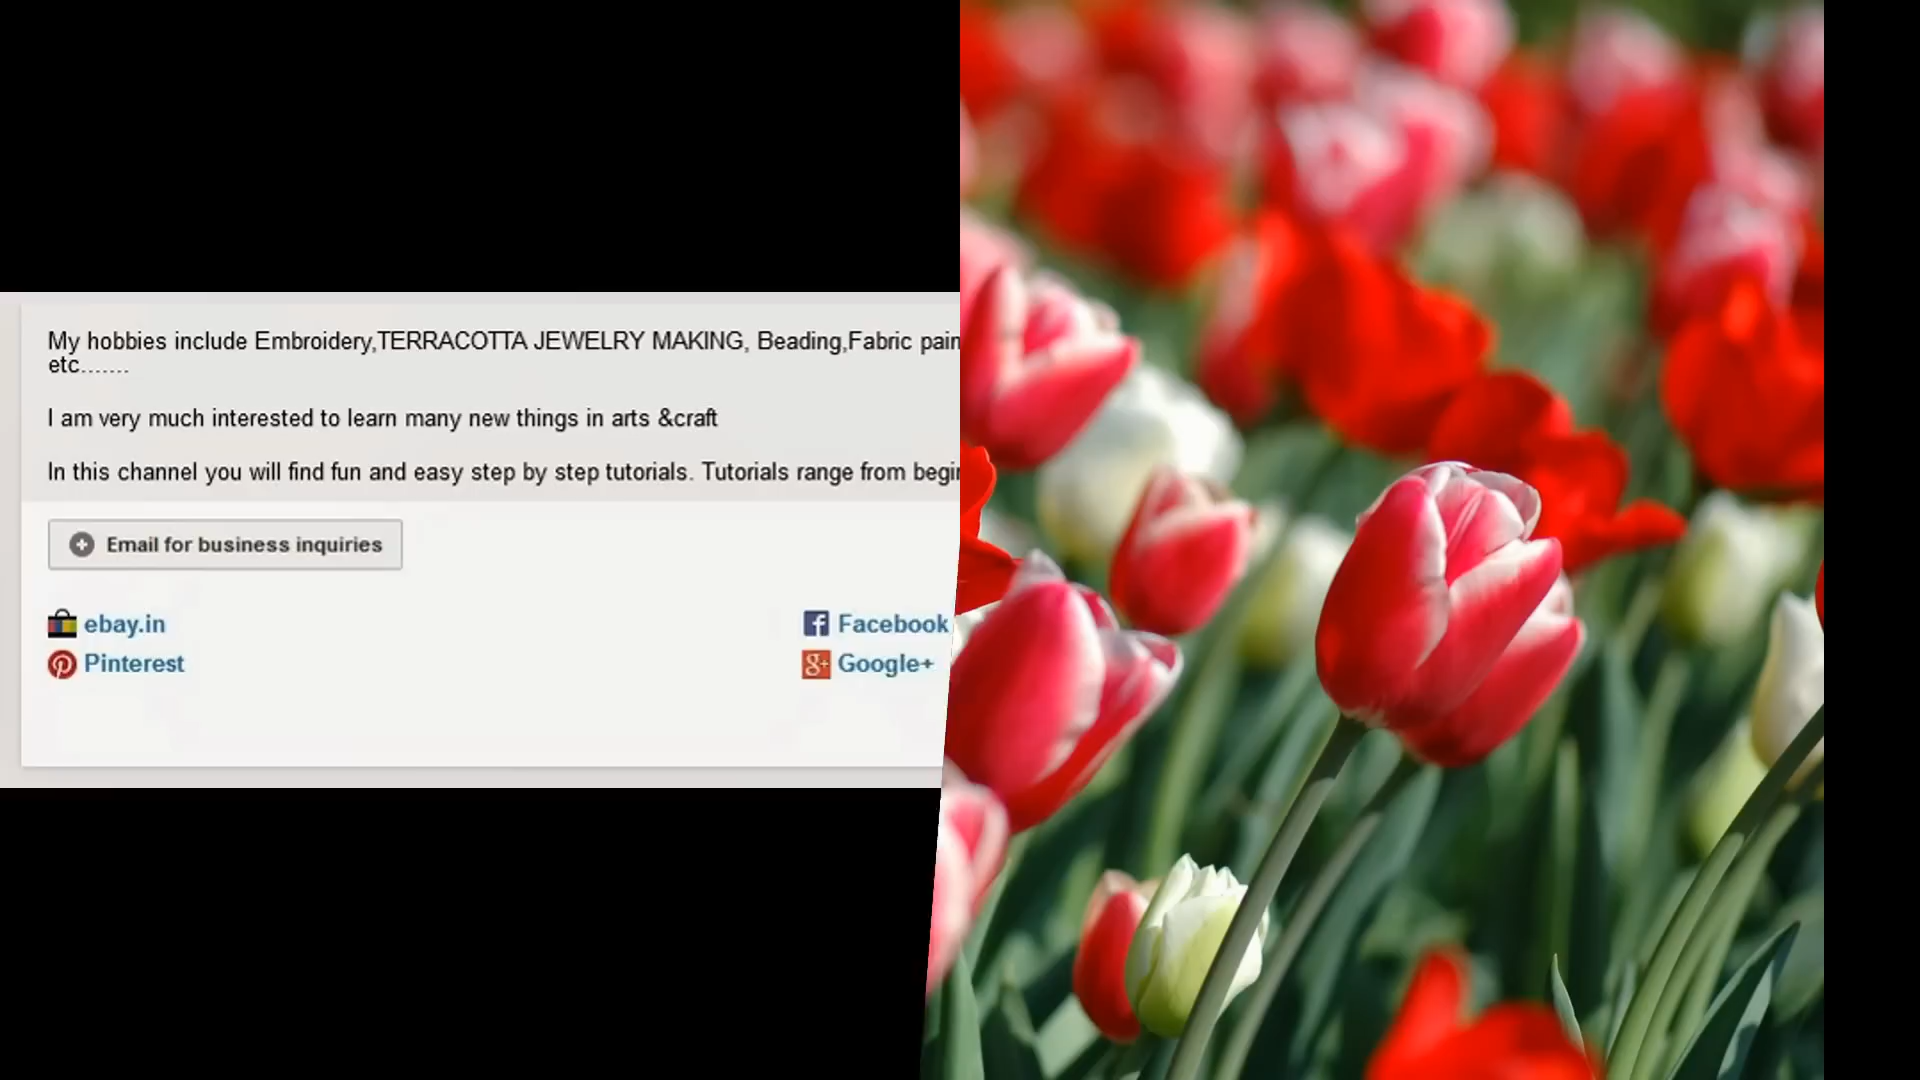 My hobbies include Embroidery,TERRACOTTA JEWELRY MAKING, Beading,Fabric
etc.......
I am very much interested to learn many new things in arts &craft
In this channel you will find fun and easy step by step tutorials. Tutorials range from
Email for business inquiries
ebay.in
Facebook
Pinterest
Google+